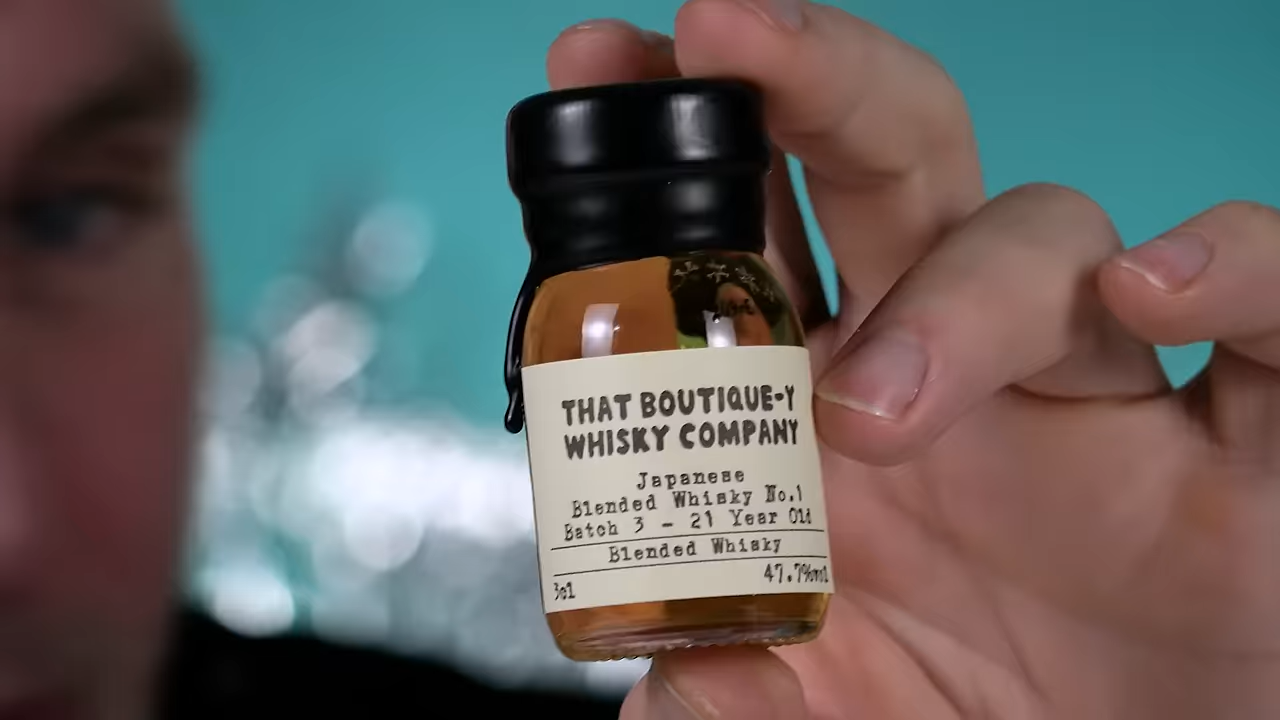 THAT BOUTIQUE-Y
WHISKY COMPANY
Japanese
Blended Whisky No.1
Batch 3 - 21 Year Old
Blended Whisky
3cl 47.7%vol